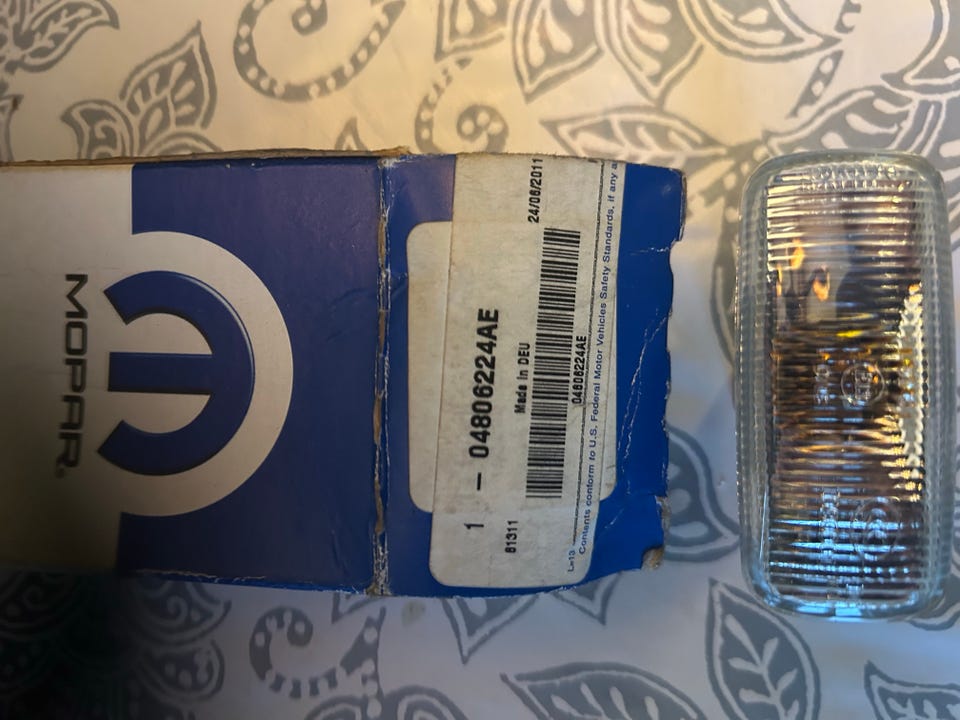 MOPAR®
24/06/2011
1 – 04806224AE
Made in DEU
04806224AE
61311
L=13
Contents conform to U.S. Federal Motor Vehicles Safety Standards, if any a